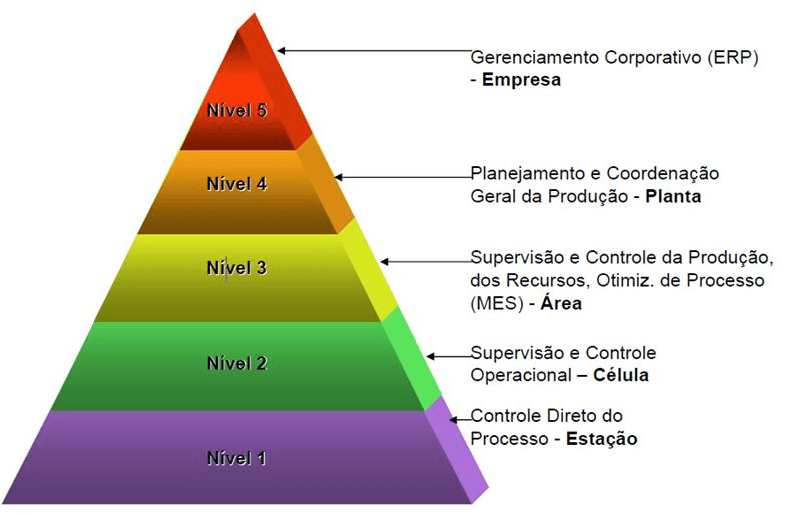 Nível 5
Gerenciamento Corporativo (ERP)
- Empresa
Nível 4
Planejamento e Coordenação
Geral da Produção - Planta
Nível 3
Supervisão e Controle da Produção,
dos Recursos, Otimiz. de Processo
(MES) - Área
Nível 2
Supervisão e Controle
Operacional – Célula
Nível 1
Controle Direto do
Processo - Estação